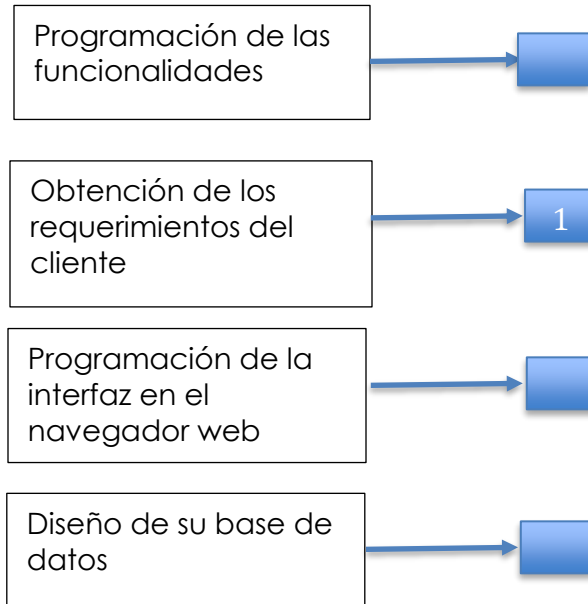 Programación de las
funcionalidades
Obtención de los
requerimientos del
cliente
1
Programación de la
interfaz en el
navegador web
Diseño de su base de
datos